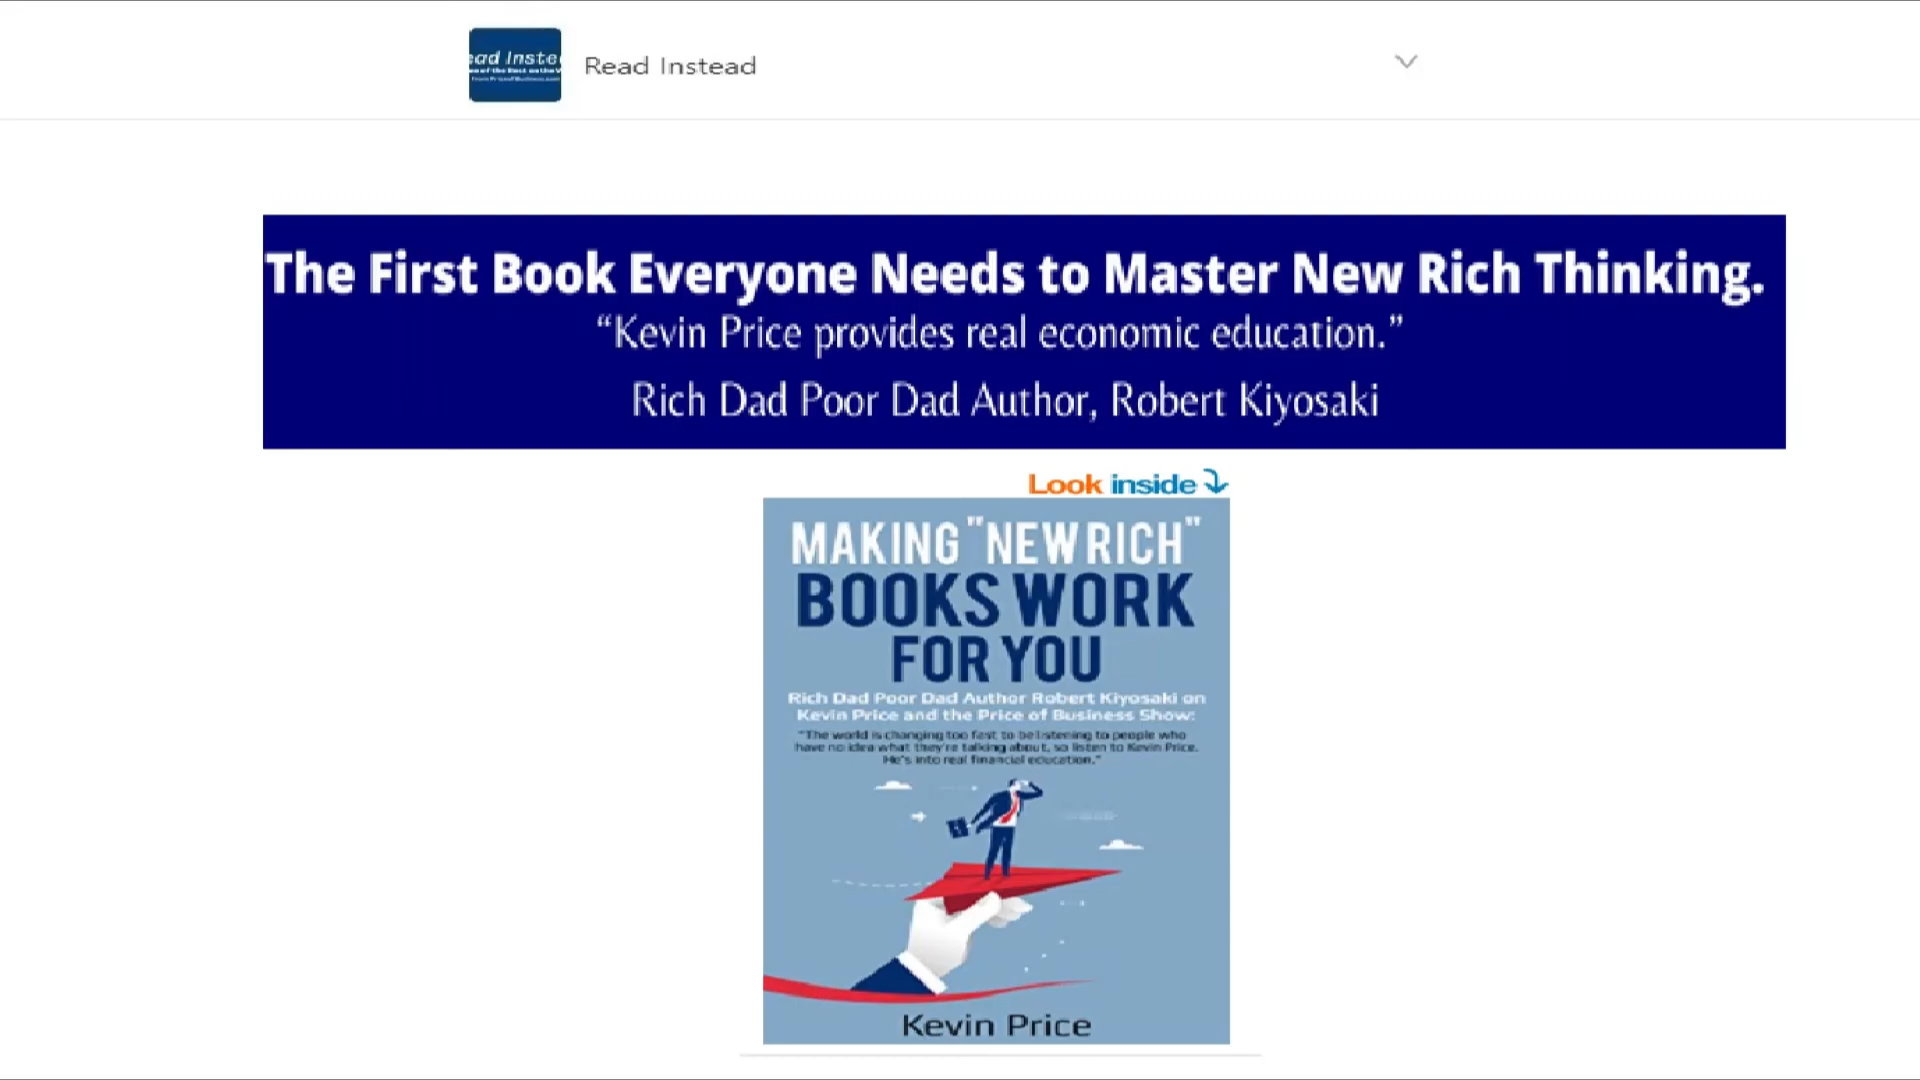 ead Inste
Read Instead
The First Book Everyone Needs to Master New Rich Thinking.
“Kevin Price provides real economic education.”
Rich Dad Poor Dad Author, Robert Kiyosaki
Look inside
MAKING "NEW RICH"
BOOKS WORK
FOR YOU
Rich Dad Poor Dad Author Robert Kiyosaki on
Kevin Price and the Price of Business Show:
"The world is changing too fast to be listening to people who
have no idea what they're talking about, so listen to Kevin Price.
He's into real financial education."
Kevin Price